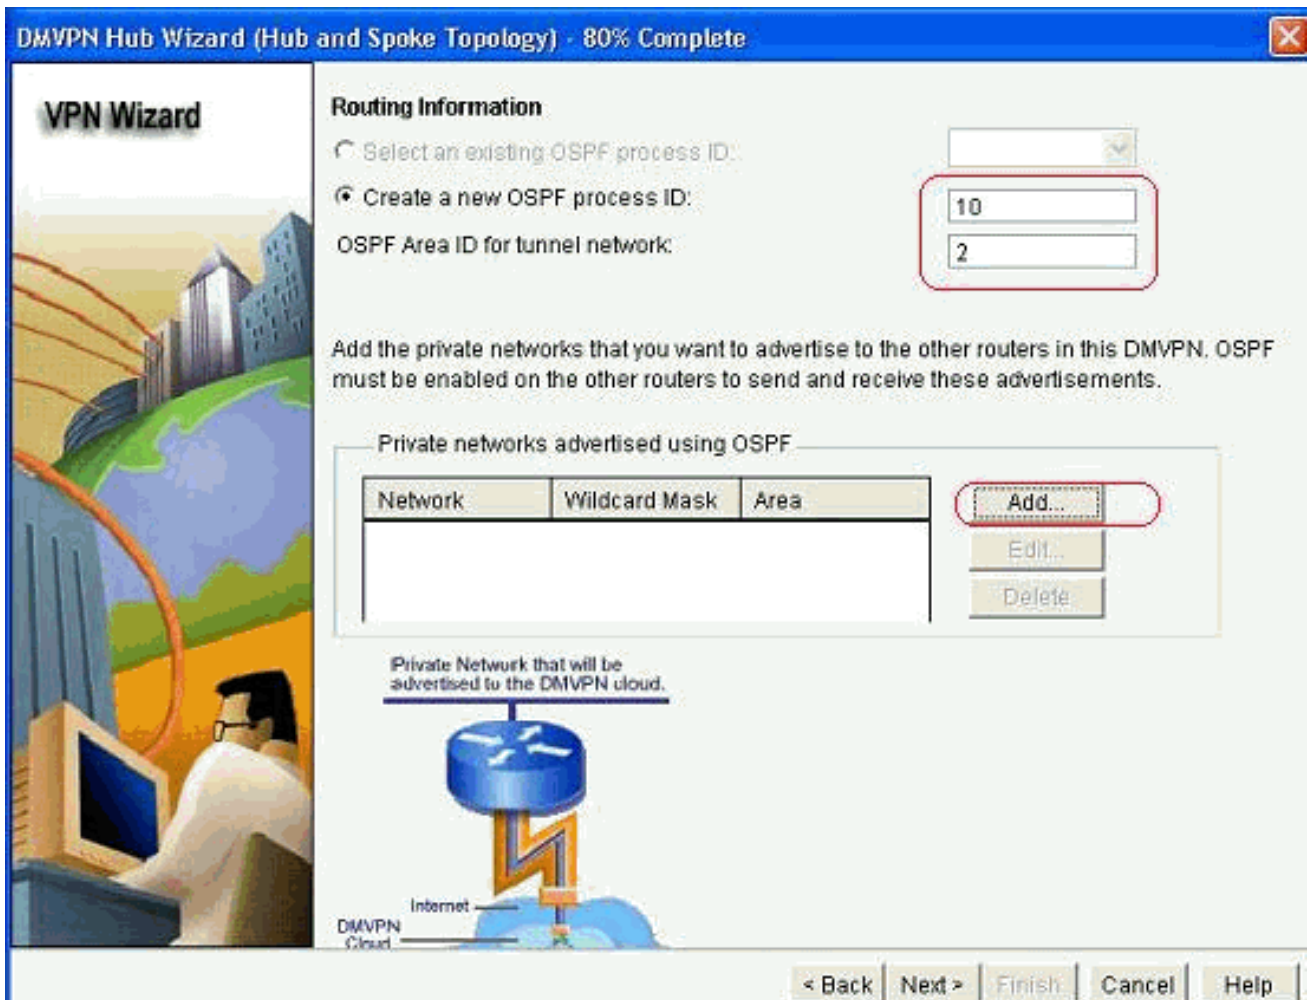 DMVPN Hub Wizard (Hub and Spoke Topology) - 80% Complete
VPN Wizard
Routing Information
Select an existing OSPF process ID:
Create a new OSPF process ID:
10
OSPF Area ID for tunnel network:
2
Add the private networks that you want to advertise to the other routers in this DMVPN. OSPF
must be enabled on the other routers to send and receive these advertisements.
Private networks advertised using OSPF
Network Wildcard Mask Area
Add...
Edit...
Delete
Private Network that will be
advertised to the DMVPN cloud.
Internet
DMVPN
Cloud
< Back Next > Finish Cancel Help